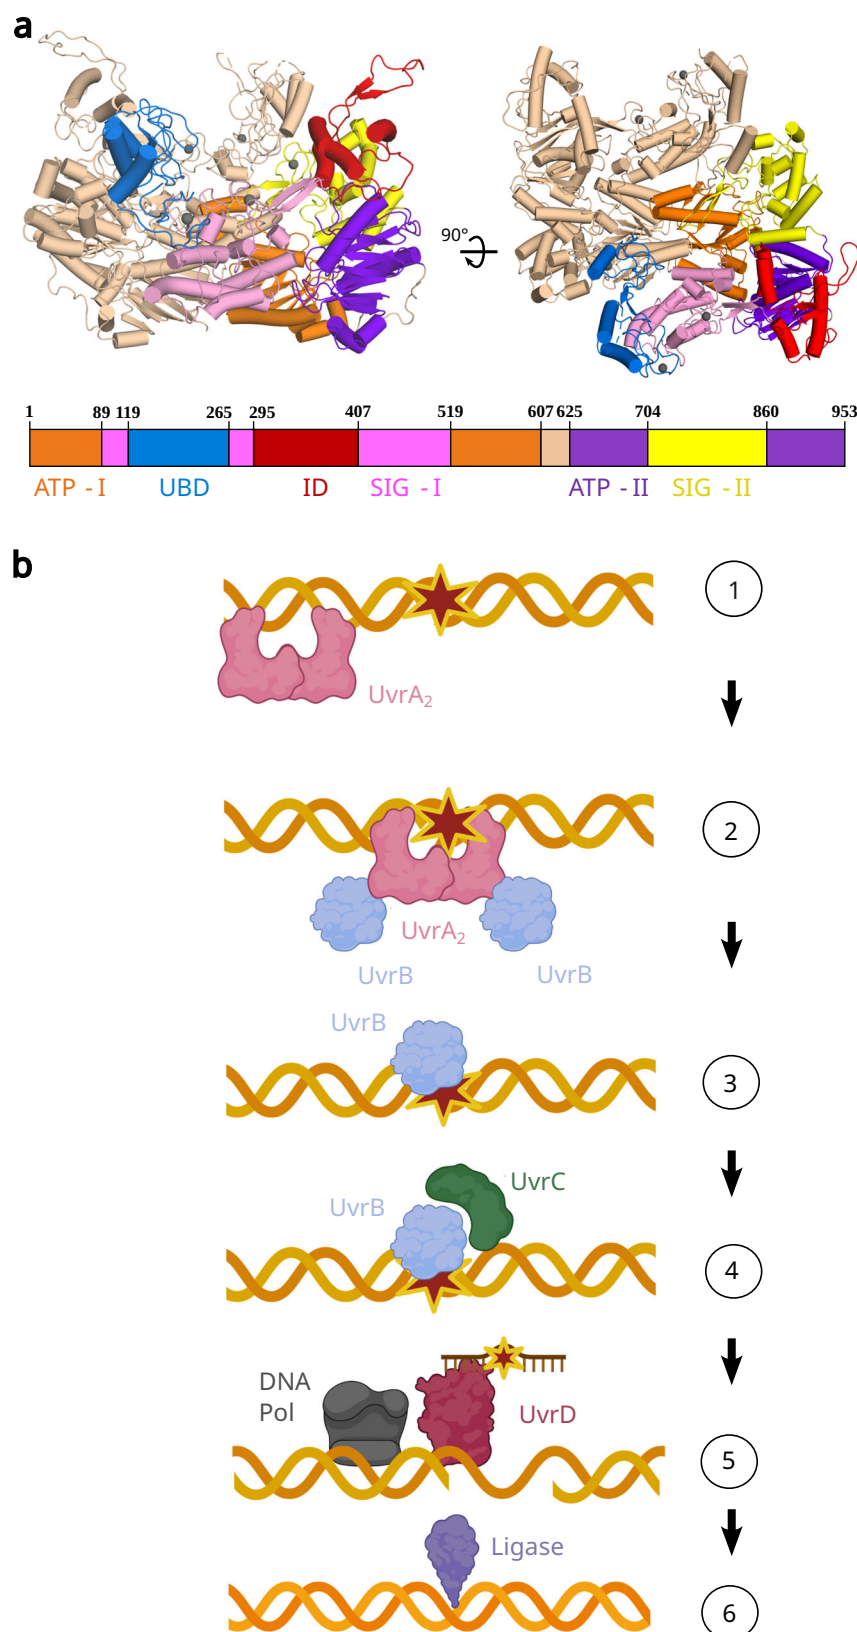 a
90°
1 89 119 265 295 407 519 607 625 704 860 953
ATP - I UBD ID SIG - I ATP - II SIG - II
b
1
UvrA2
2
UvrA2
UvrB UvrB
UvrB
3
UvrC
UvrB
4
DNA
Pol
UvrD
5
Ligase
6